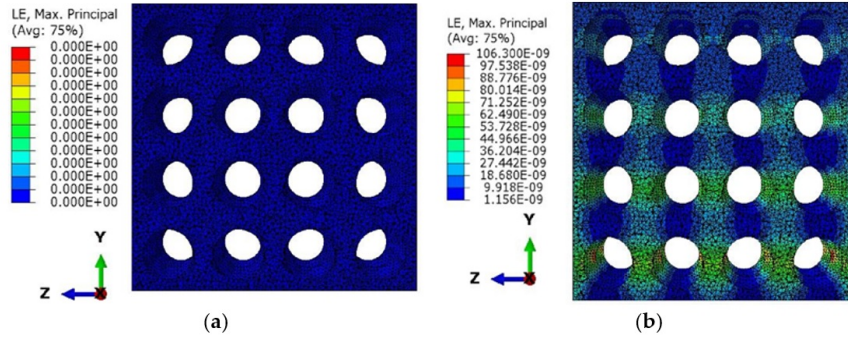 LE, Max. Principal
(Avg: 75%)
0.000E+00
0.000E+00
0.000E+00
0.000E+00
0.000E+00
0.000E+00
0.000E+00
0.000E+00
0.000E+00
0.000E+00
0.000E+00
0.000E+00
0.000E+00
Y
Z
X
(a)
LE, Max. Principal
(Avg: 75%)
106.300E-09
97.538E-09
88.776E-09
80.014E-09
71.252E-09
62.490E-09
53.728E-09
44.966E-09
36.204E-09
27.442E-09
18.680E-09
9.918E-09
1.156E-09
Y
Z
X
(b)